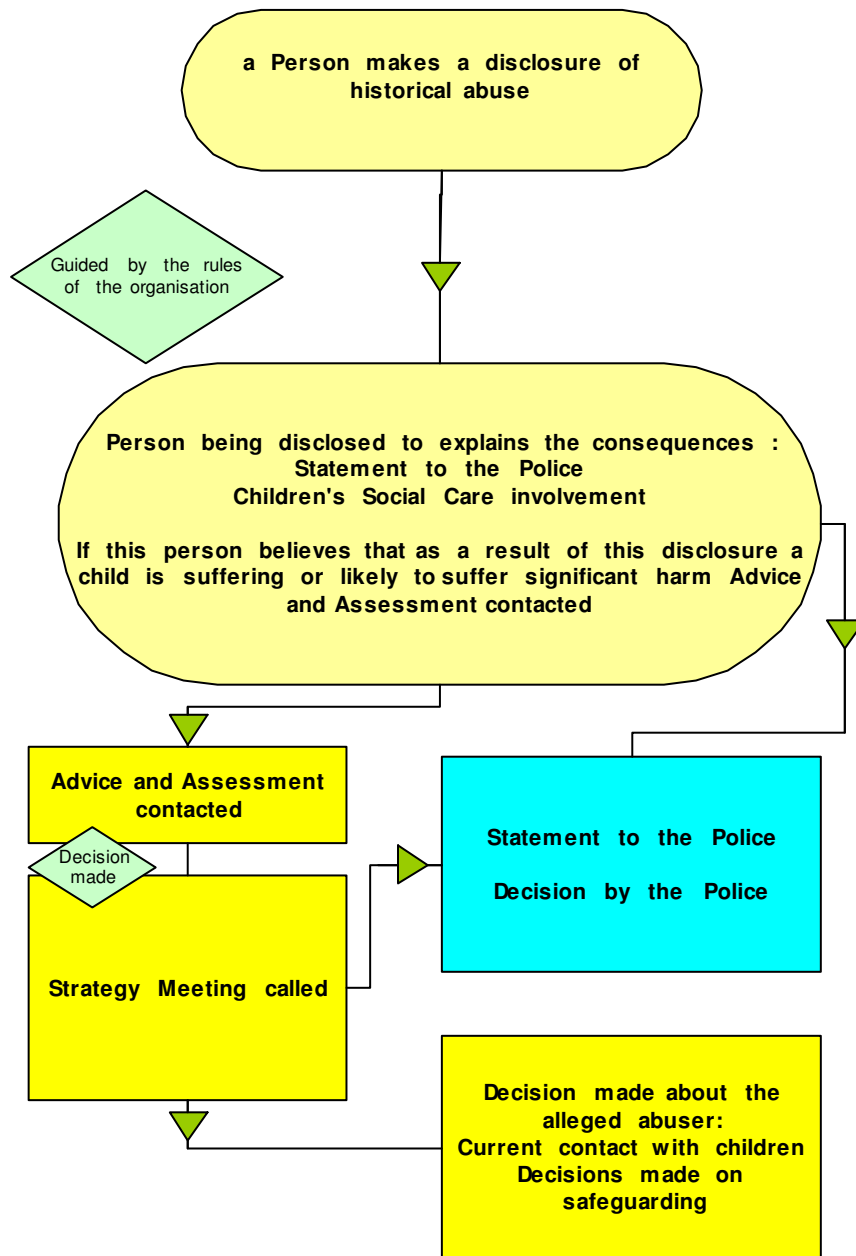 a Person makes a disclosure of
historical abuse
Guided by the rules
of the organisation
Person being disclosed to explains the consequences :
Statement to the Police
Children's Social Care involvement
If this person believes that as a result of this disclosure a
child is suffering or likely to suffer significant harm Advice
and Assessment contacted
Advice and Assessment
contacted
Decision
made
Statement to the Police
Decision by the Police
Strategy Meeting called
Decision made about the
alleged abuser:
Current contact with children
Decisions made on
safeguarding